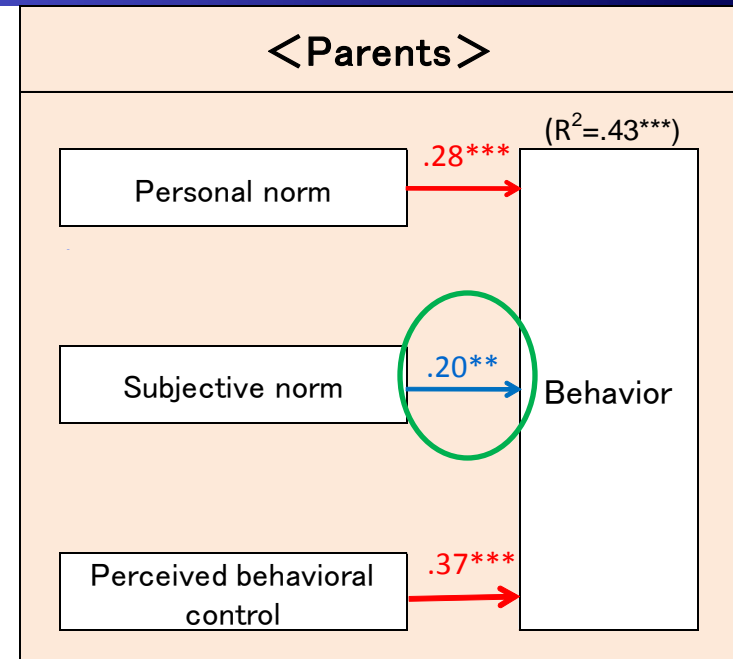 ＜Parents＞
(R²=.43***)
.28***
Personal norm
.20**
Subjective norm
Behavior
.37***
Perceived behavioral
control